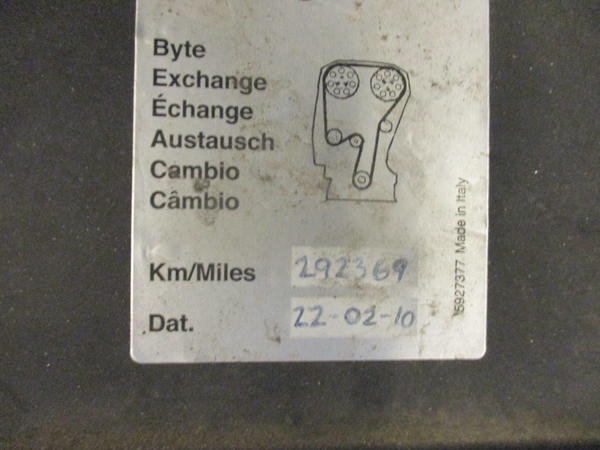 Byte
Exchange
Échange
Austausch
Cambio
Câmbio
Km/Miles 292369
Dat. 22-02-10
5927377 Made in Italy